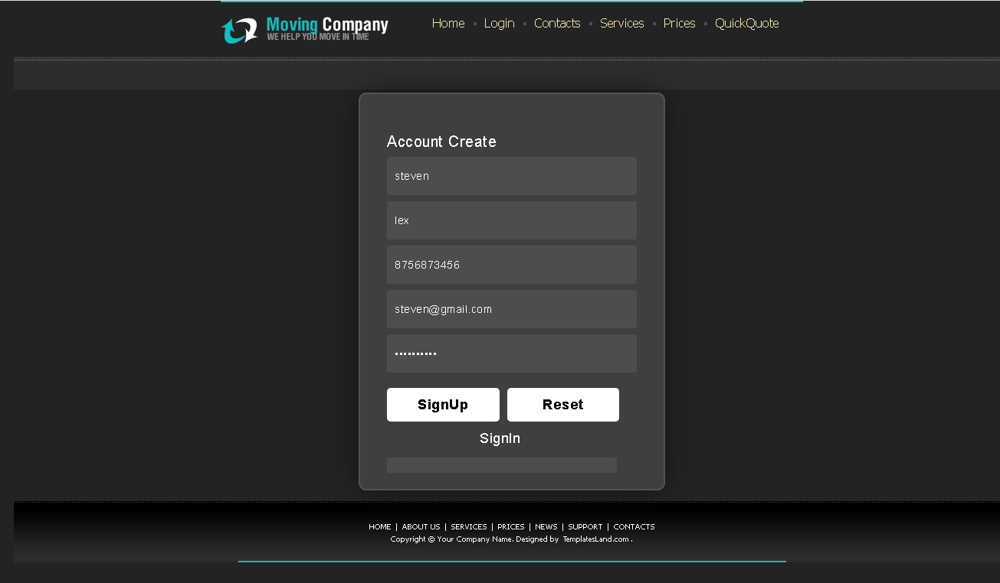 Moving Company
WE HELP YOU MOVE IN TIME
Home Login Contacts Services Prices QuickQuote
Account Create
steven
lex
8756873456
steven@gmail.com
••••••••••
SignUp Reset
SignIn
HOME | ABOUT US | SERVICES | PRICES | NEWS | SUPPORT | CONTACTS
Copyright © Your Company Name. Designed by TemplatesLand.com .